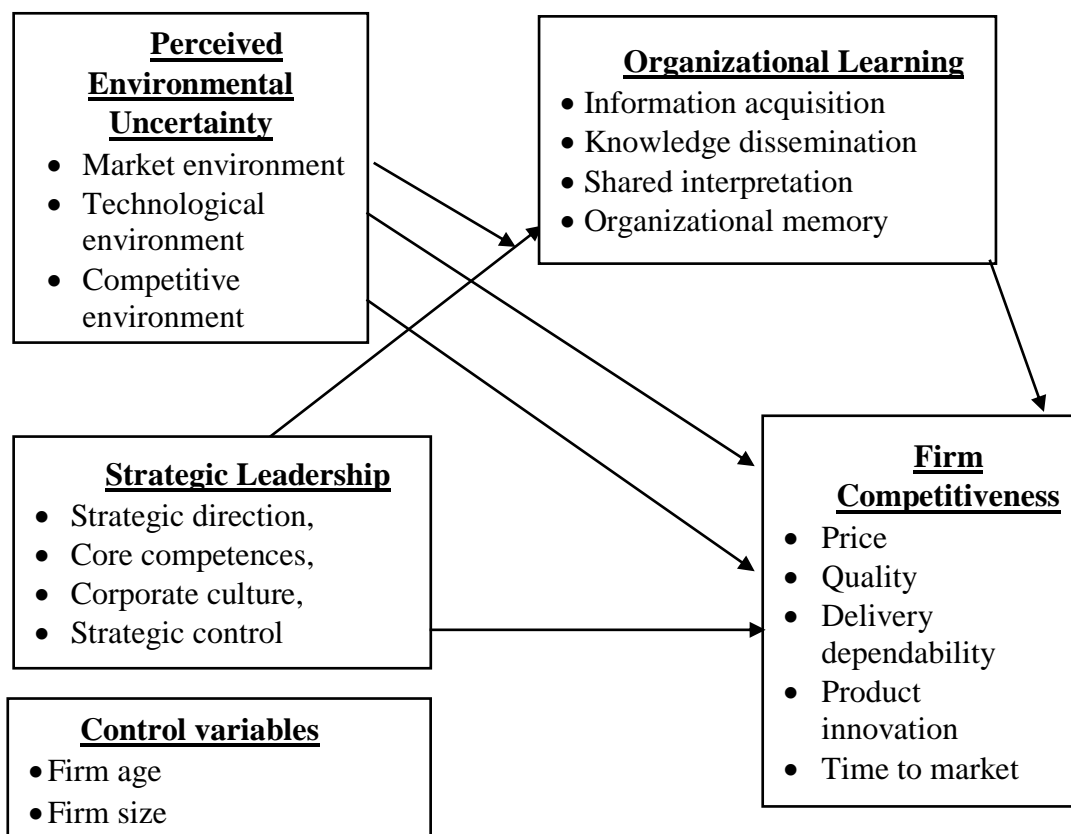 Perceived
Environmental
Uncertainty
• Market environment
• Technological
environment
• Competitive
environment
Organizational Learning
• Information acquisition
• Knowledge dissemination
• Shared interpretation
• Organizational memory
Strategic Leadership
• Strategic direction,
• Core competences,
• Corporate culture,
• Strategic control
Firm
Competitiveness
• Price
• Quality
• Delivery
dependability
• Product
innovation
• Time to market
Control variables
• Firm age
• Firm size